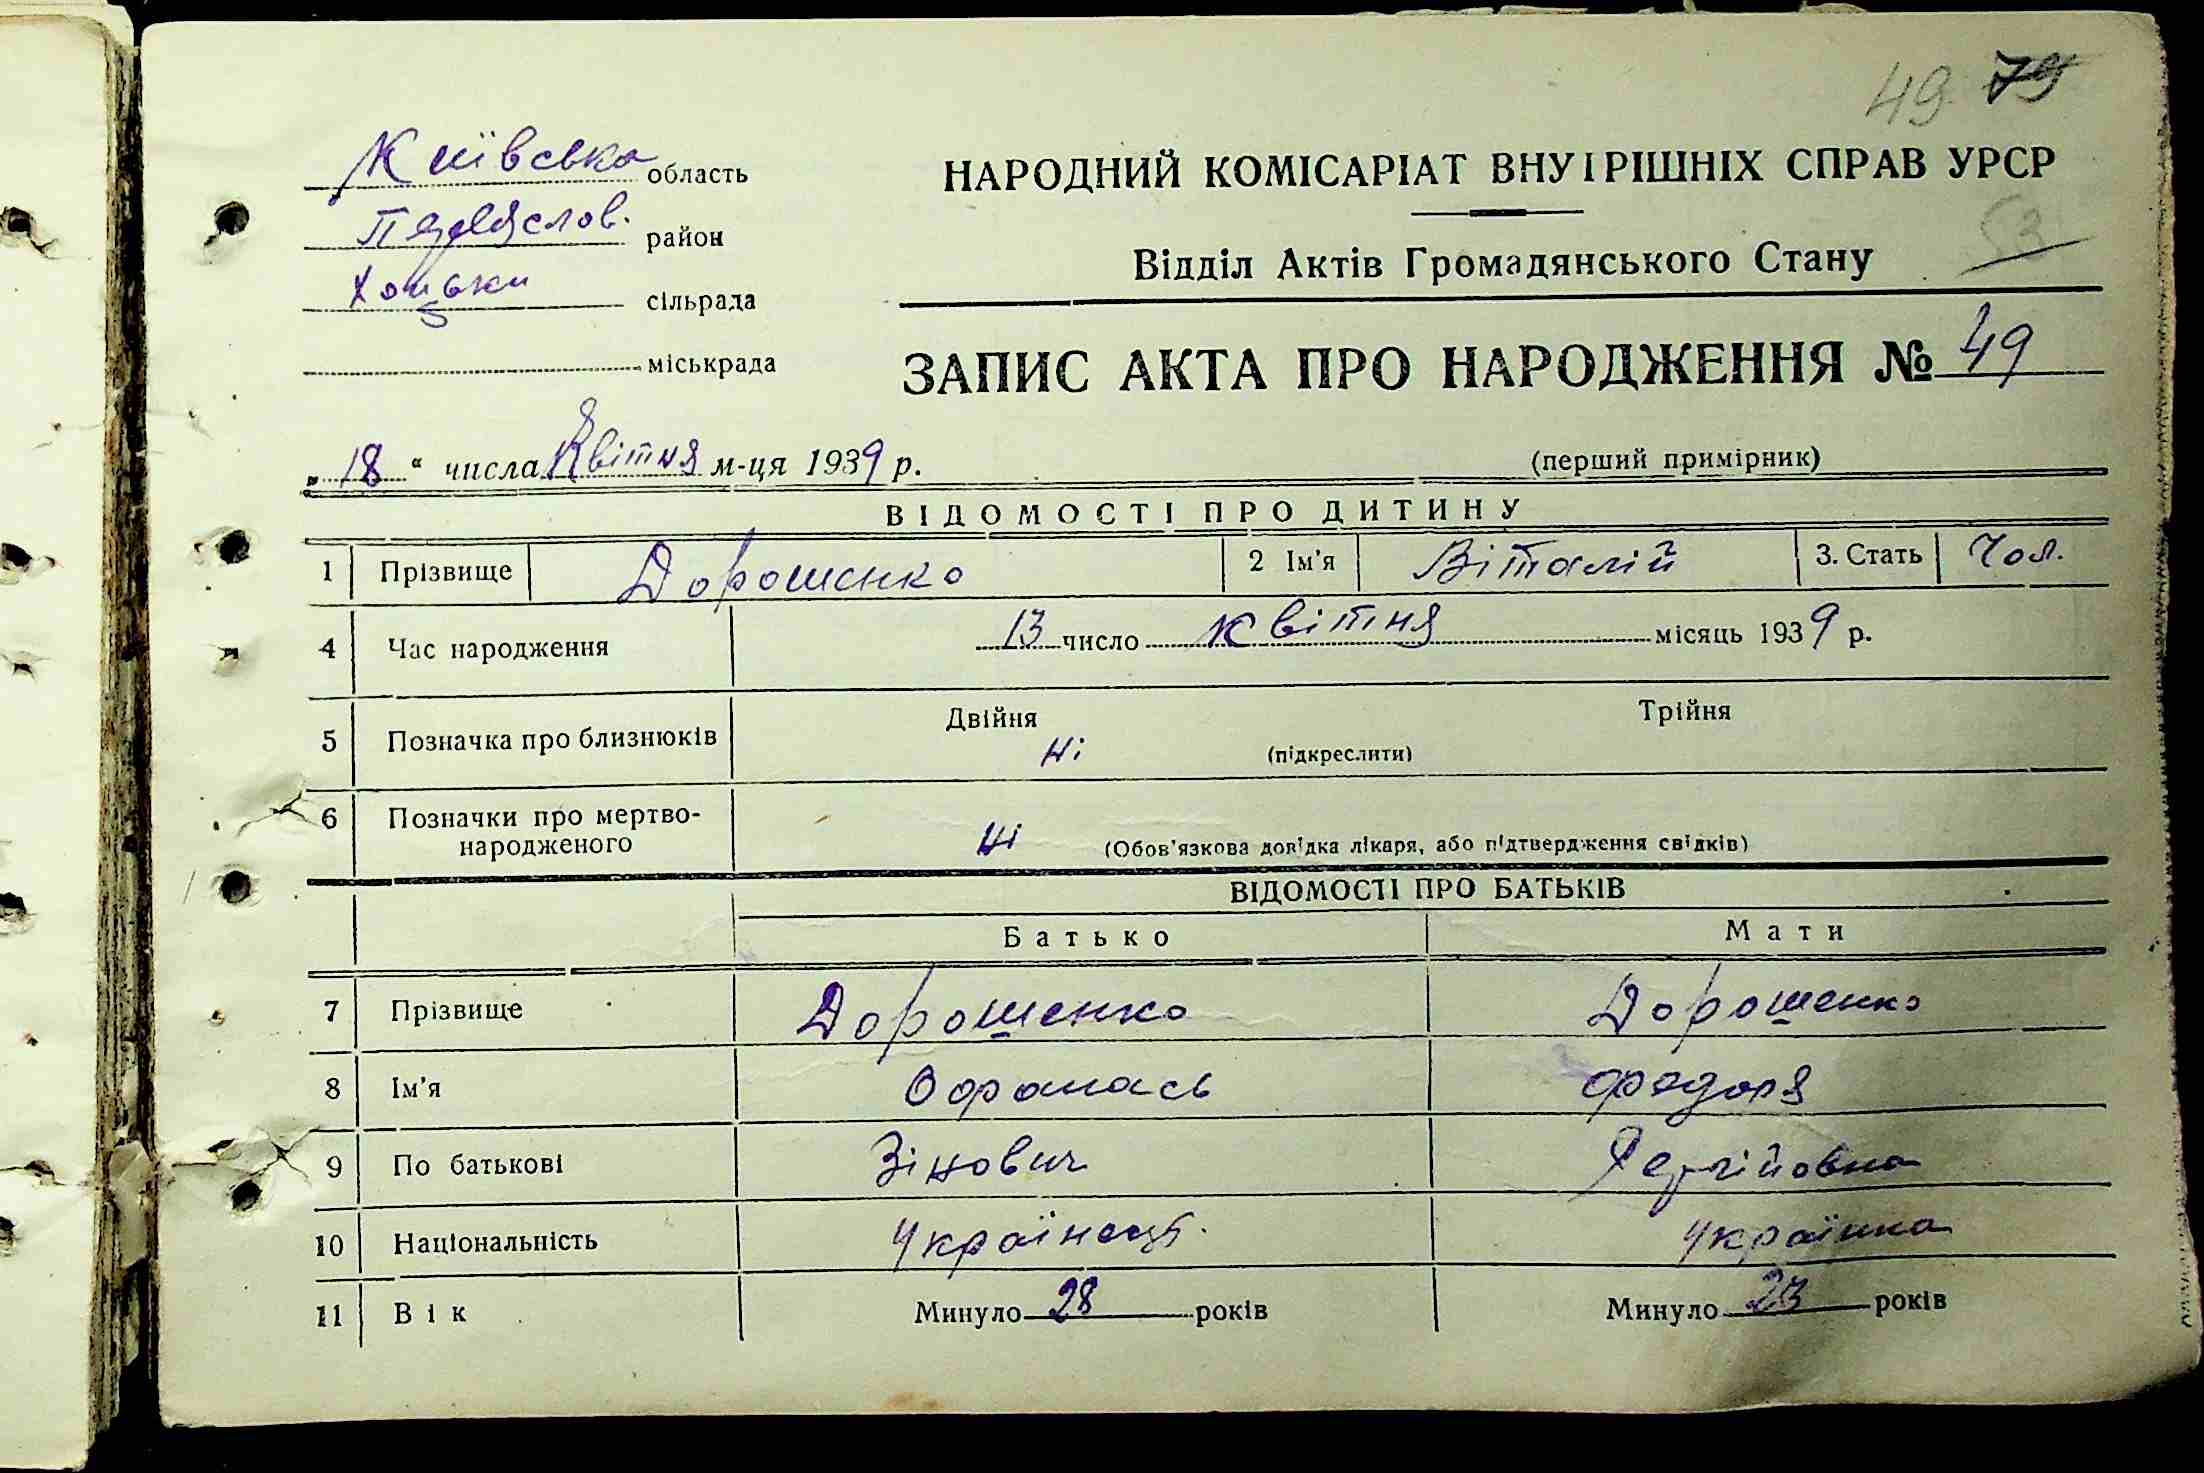 49 79
Київська область
НАРОДНИЙ КОМІСАРІАТ ВНУТРІШНІХ СПРАВ УРСР
Переяслов. район
53
Відділ Актів Громадянського Стану
Хоцьки сільрада
міськрада
ЗАПИС АКТА ПРО НАРОДЖЕННЯ № 49
„18“ числа Квітня м-ця 1939 р.
(перший примірник)
ВІДОМОСТІ ПРО ДИТИНУ
1 Прізвище Дорошенко 2 Ім'я Віталій 3. Стать Чол.
4 Час народження 13 число квітня місяць 1939 р.
5 Позначка про близнюків Двійня Трійня
ні (підкреслити)
6 Позначки про мертво-
народженого ні (Обов'язкова довідка лікаря, або підтвердження свідків)
ВІДОМОСТІ ПРО БАТЬКІВ
Батько Мати
7 Прізвище Дорошенко Дорошенко
8 Ім'я Офанась Федоря
9 По батькові Зінович Сергійовна
10 Національність Українець. Українка
11 Вік Минуло 28 років Минуло 23 років